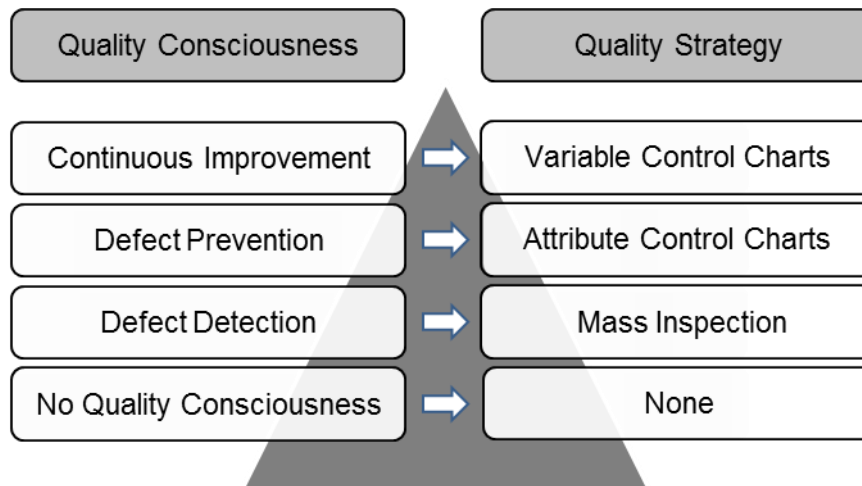 Quality Consciousness
Quality Strategy
Continuous Improvement
Variable Control Charts
Defect Prevention
Attribute Control Charts
Defect Detection
Mass Inspection
No Quality Consciousness
None